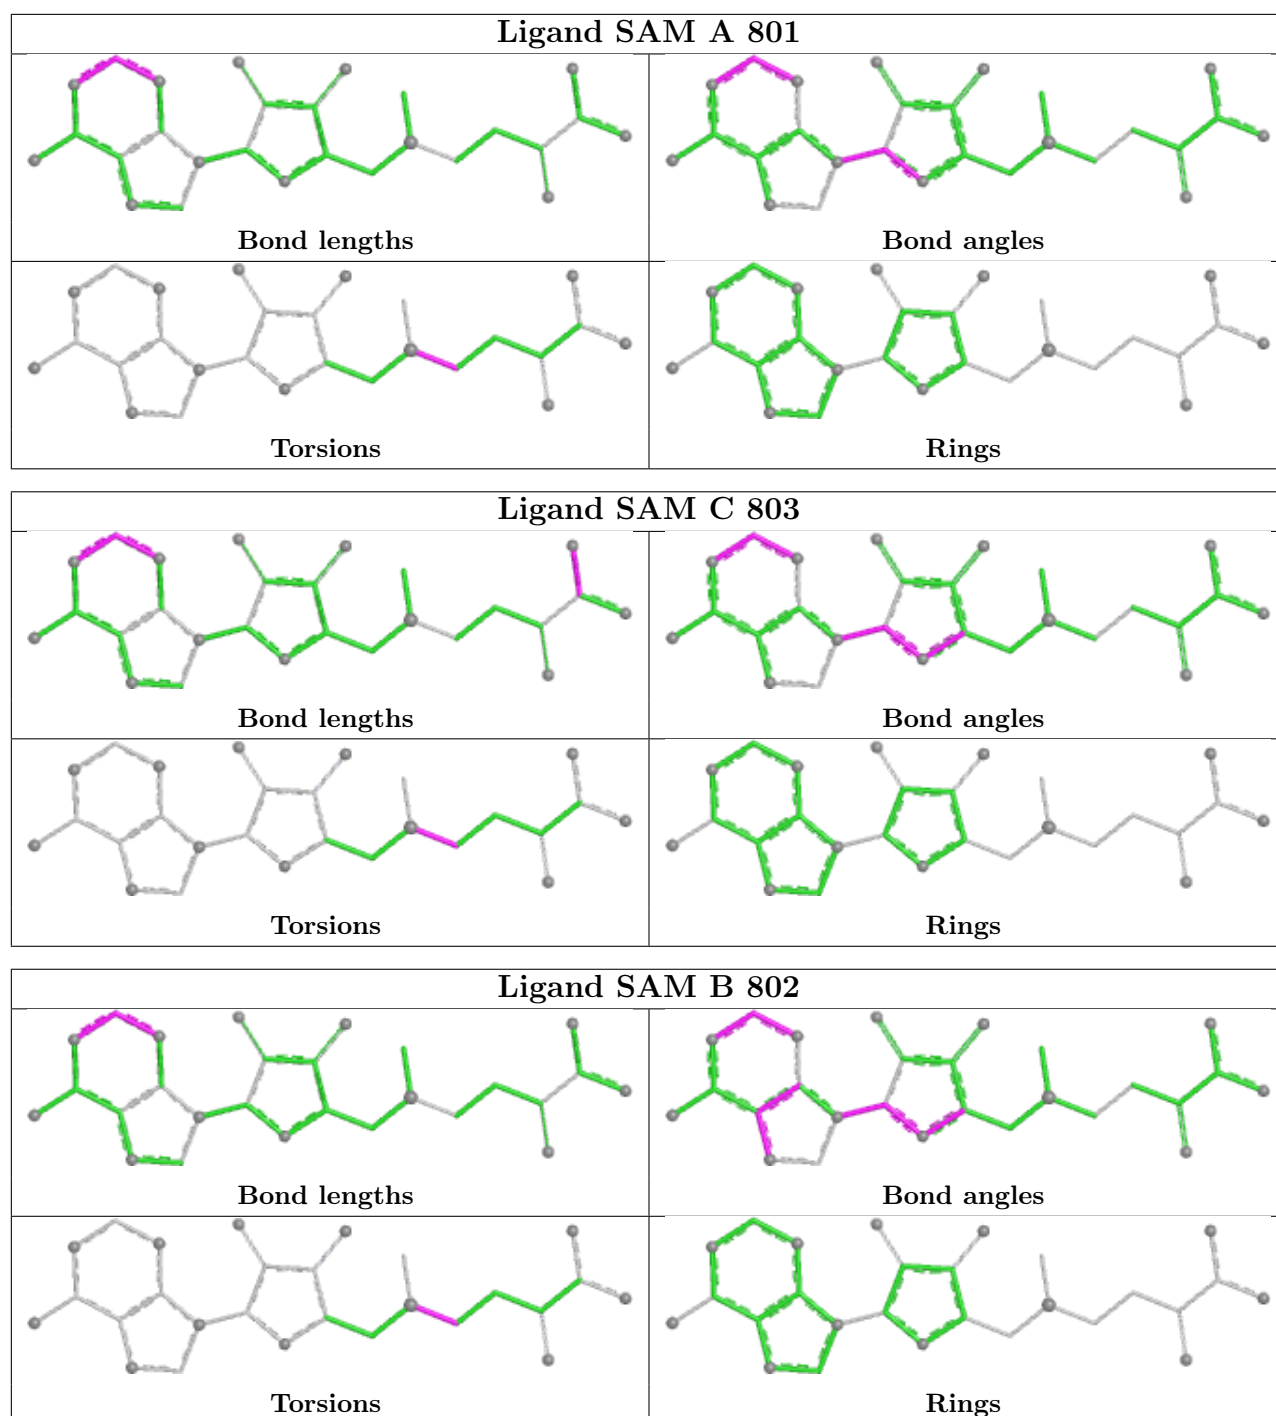 Ligand SAM A 801
Bond lengths
Bond angles
Torsions
Rings
Ligand SAM C 803
Bond lengths
Bond angles
Torsions
Rings
Ligand SAM B 802
Bond lengths
Bond angles
Torsions
Rings